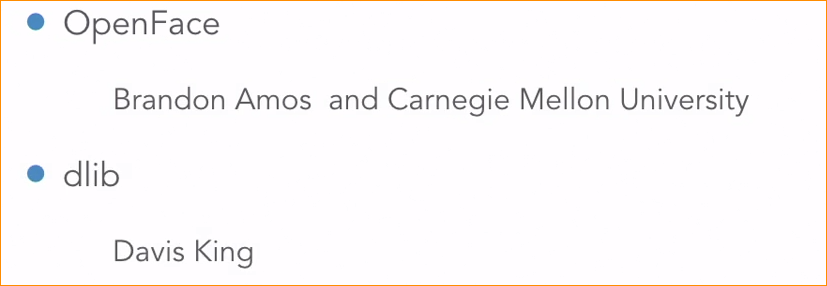 OpenFace
Brandon Amos and Carnegie Mellon University
dlib
Davis King